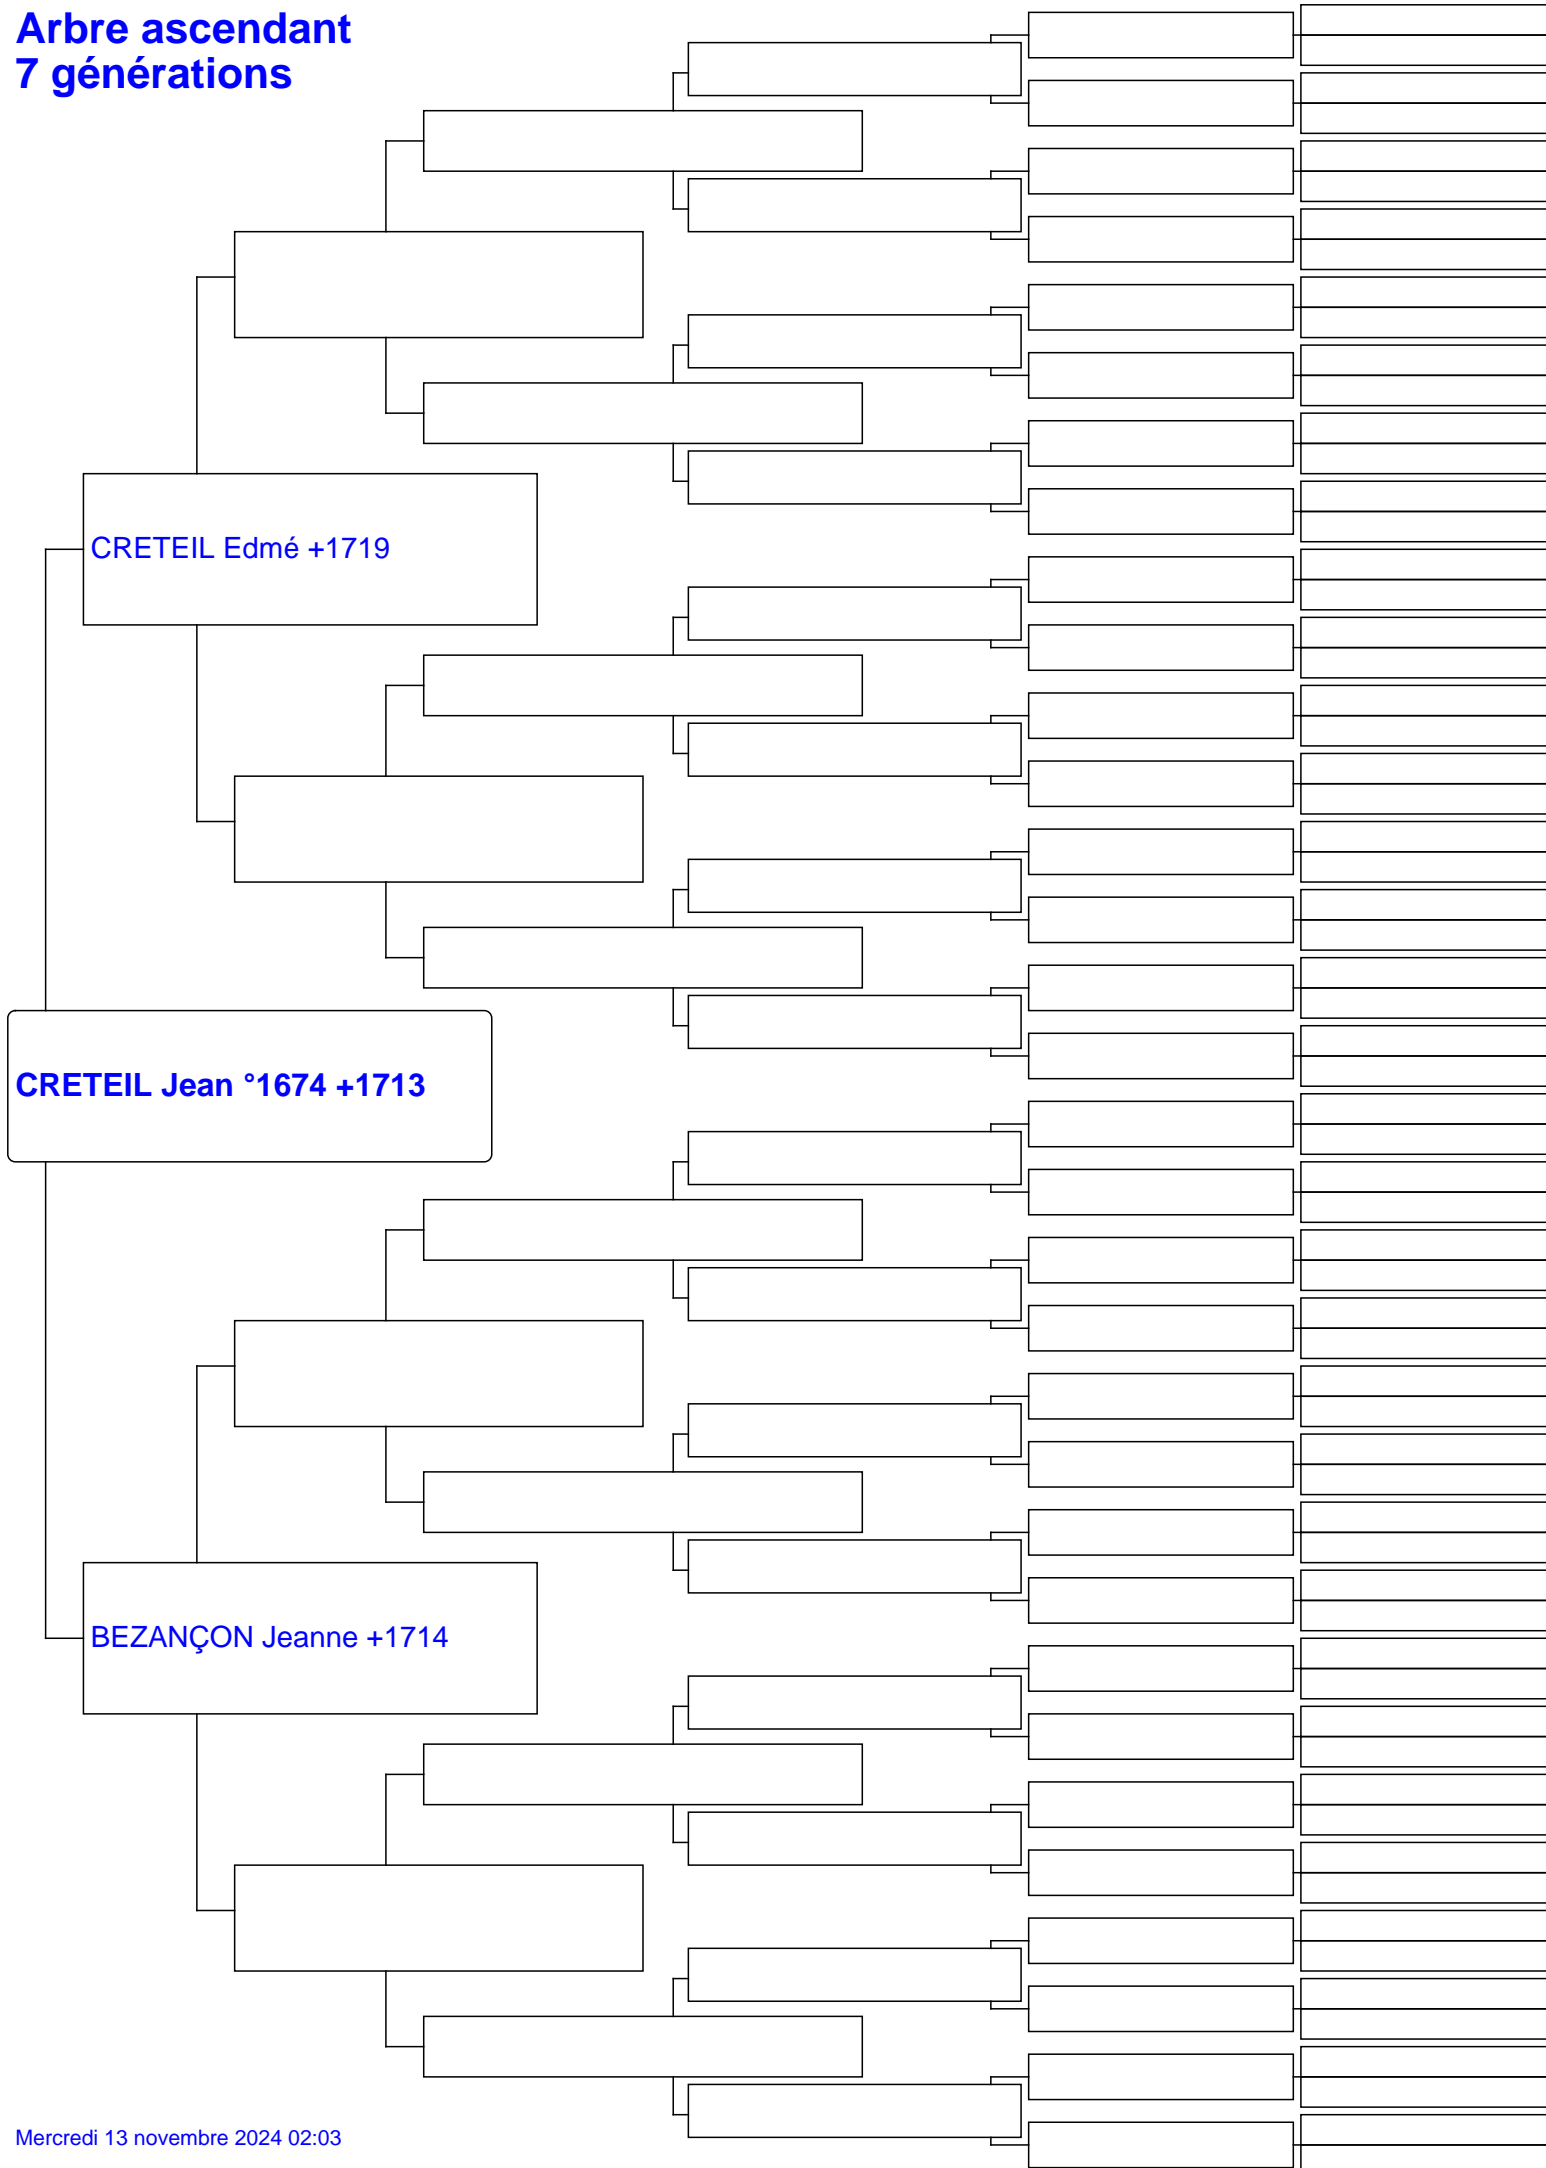 Arbre ascendant
7 générations
CRETEIL Edmé +1719
CRETEIL Jean °1674 +1713
BEZANÇON Jeanne +1714
Mercredi 13 novembre 2024 02:03